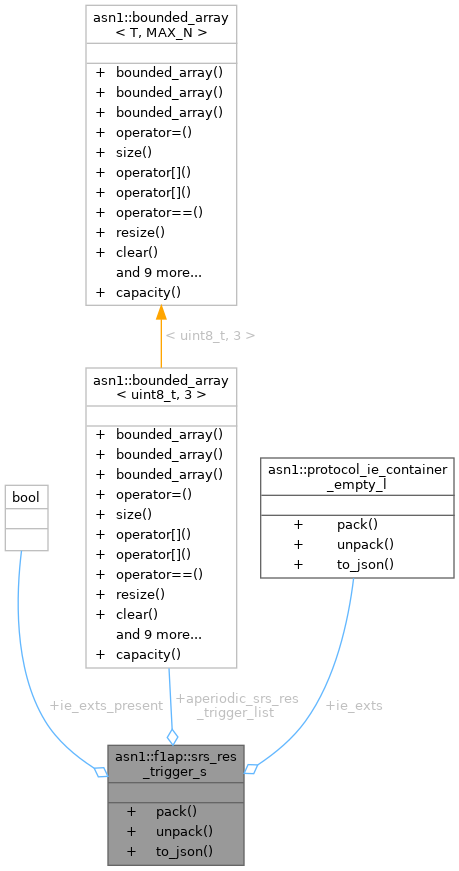 asn1::bounded_array
< T, MAX_N >
+ bounded_array()
+ bounded_array()
+ bounded_array()
+ operator=()
+ size()
+ operator[]()
+ operator[]()
+ operator==()
+ resize()
+ clear()
and 9 more...
+ capacity()
< uint8_t, 3 >
asn1::bounded_array
< uint8_t, 3 >
+ bounded_array()
+ bounded_array()
+ bounded_array()
+ operator=()
+ size()
+ operator[]()
+ operator[]()
+ operator==()
+ resize()
+ clear()
and 9 more...
+ capacity()
bool
asn1::protocol_ie_container
_empty_l
+ pack()
+ unpack()
+ to_json()
+ie_exts_present
+aperiodic_srs_res
_trigger_list
+ie_exts
asn1::f1ap::srs_res
_trigger_s
+ pack()
+ unpack()
+ to_json()